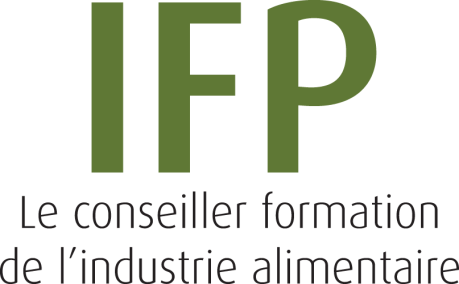 IFP
Le conseiller formation
de l'industrie alimentaire